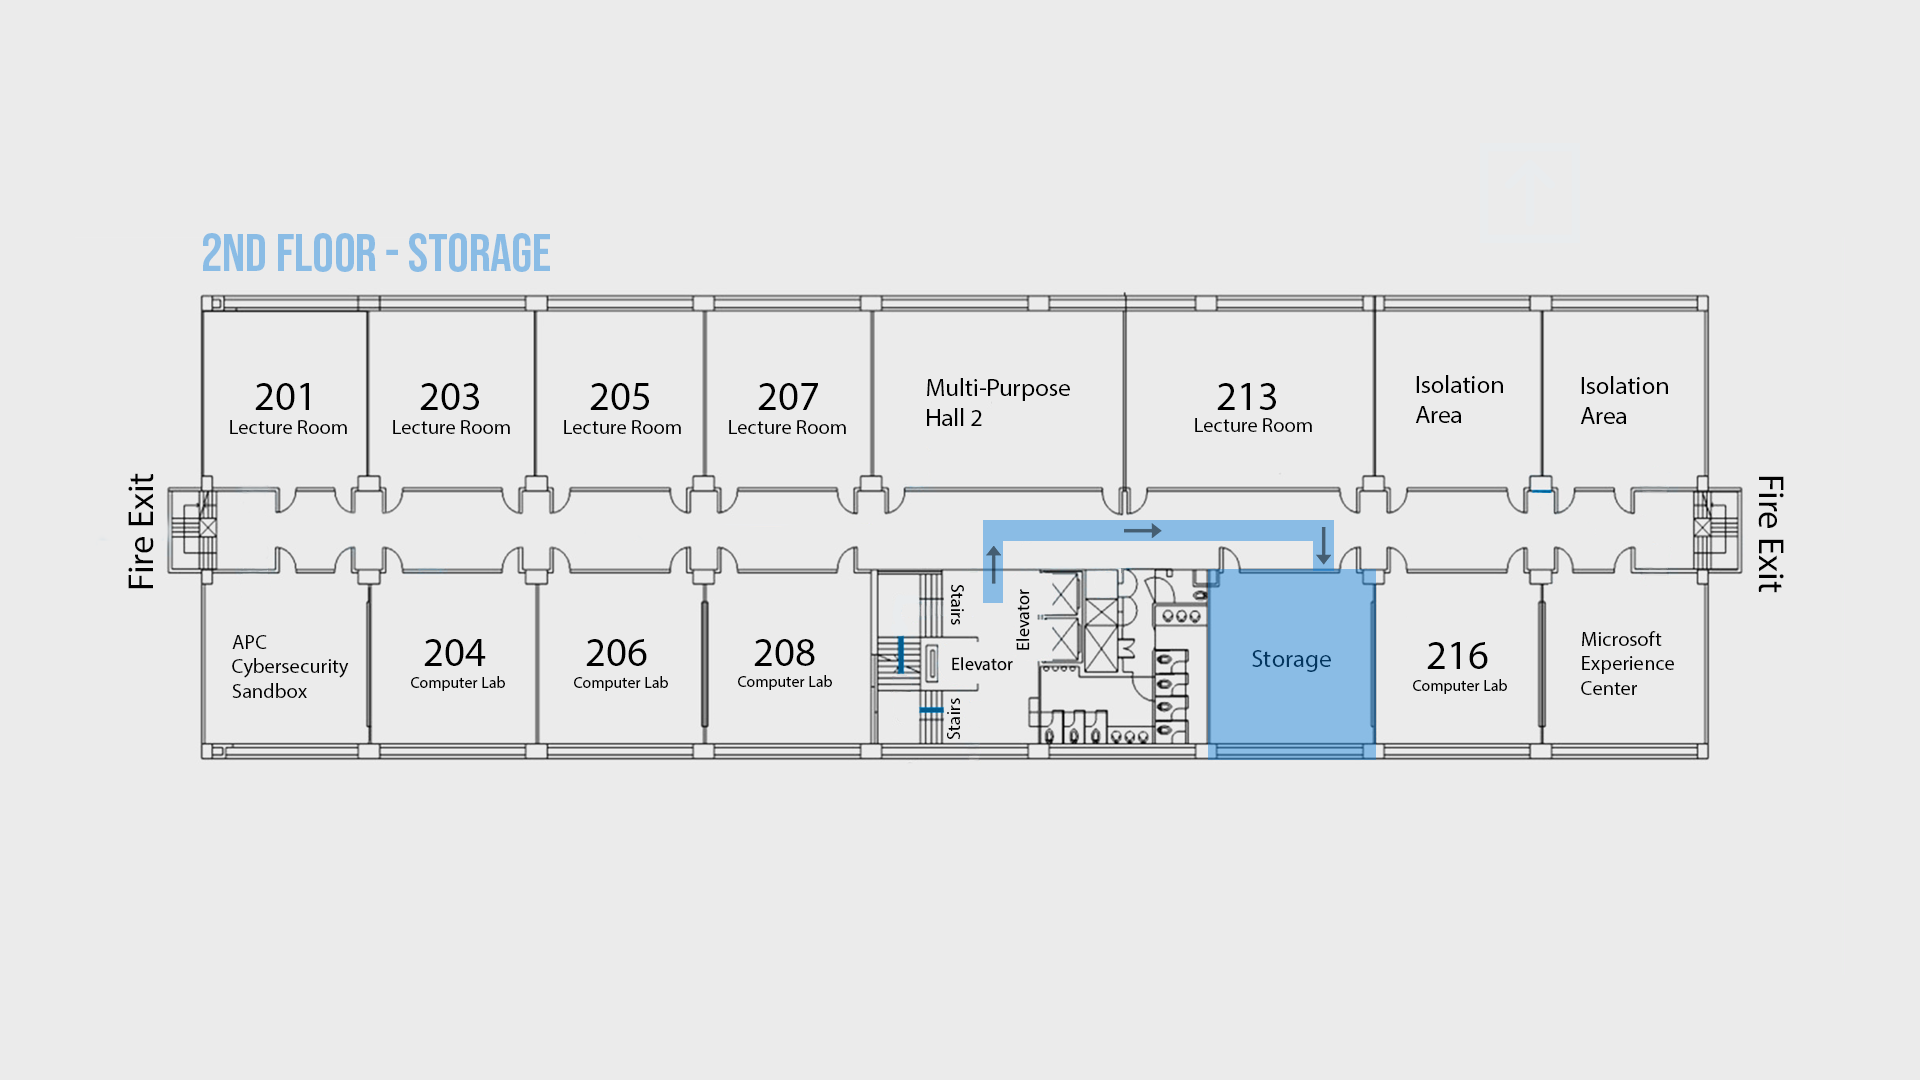 2ND FLOOR - STORAGE
201
Lecture Room
203
Lecture Room
205
Lecture Room
207
Lecture Room
Multi-Purpose
Hall 2
213
Lecture Room
Isolation
Area
Isolation
Area
Fire Exit
Fire Exit
APC
Cybersecurity
Sandbox
204
Computer Lab
206
Computer Lab
208
Computer Lab
Stairs
Elevator
Elevator
Stairs
Storage
216
Computer Lab
Microsoft
Experience
Center